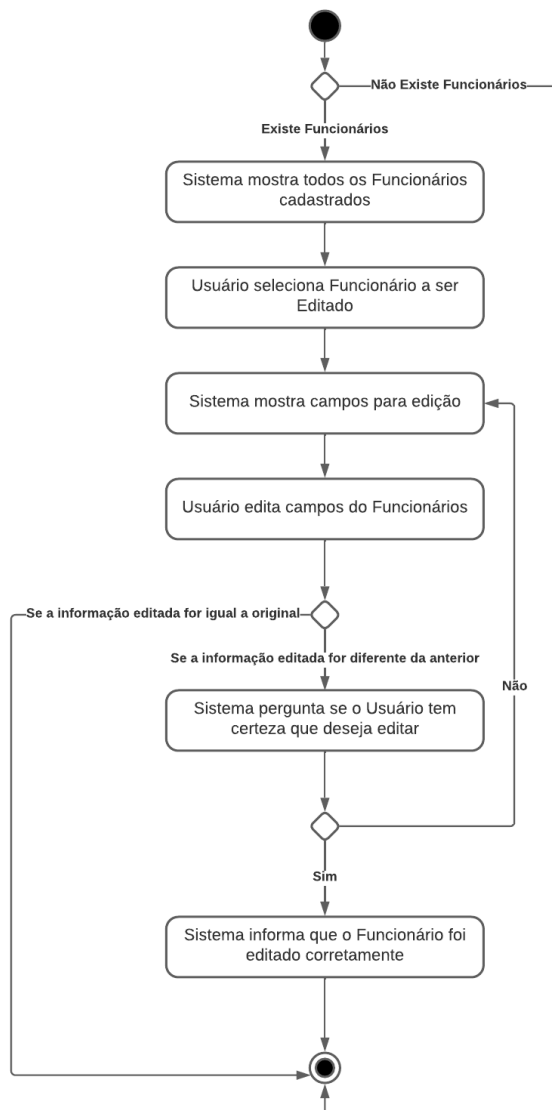 Não Existe Funcionários
Existe Funcionários
Sistema mostra todos os Funcionários
cadastrados
Usuário seleciona Funcionário a ser
Editado
Sistema mostra campos para edição
Usuário edita campos do Funcionários
Se a informação editada for igual a original
Se a informação editada for diferente da anterior
Não
Sistema pergunta se o Usuário tem
certeza que deseja editar
Sim
Sistema informa que o Funcionário foi
editado corretamente